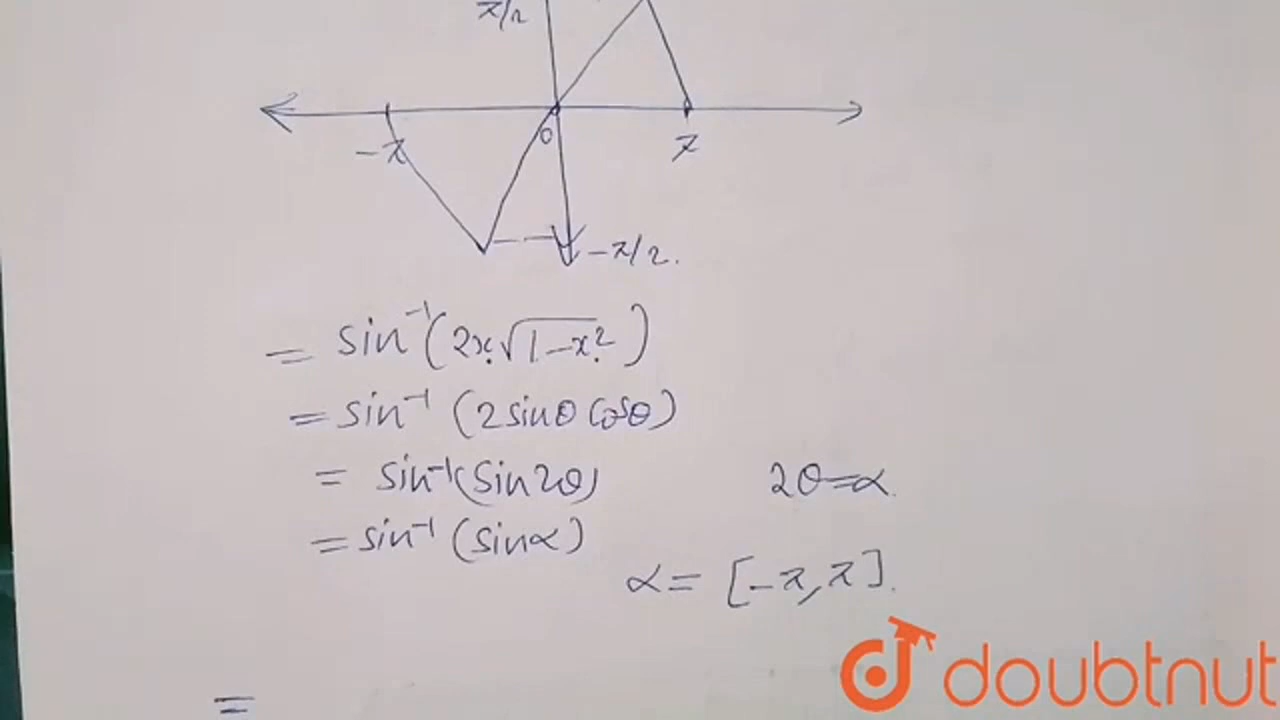 π/2
-π 0 π
-π/2.
= sin⁻¹(2x.√1-x².)
= sin⁻¹ (2sinθ cosθ)
= sin⁻¹(sin2θ) 2θ=α.
= sin⁻¹ (sinα)
α = [-π, π].
=
doubtnut